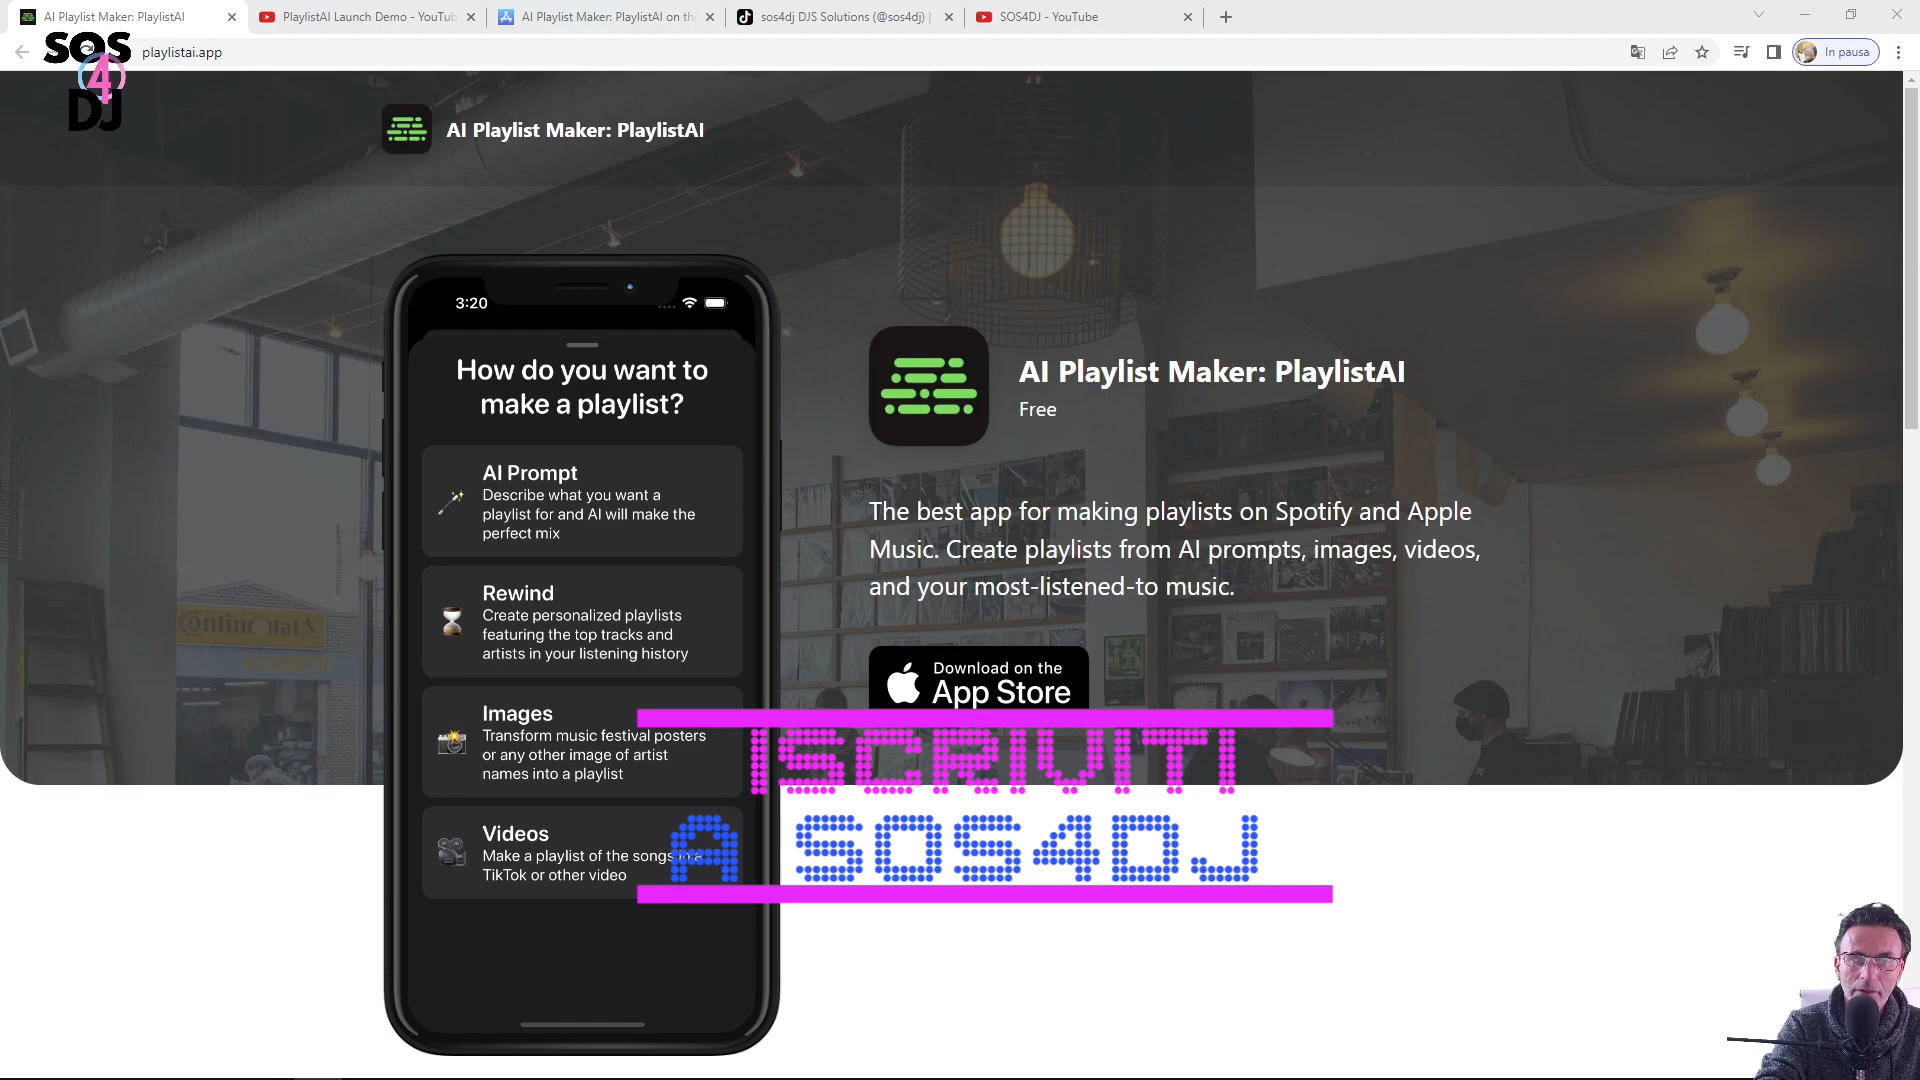 AI Playlist Maker: PlaylistAI
PlaylistAI Launch Demo - YouTub
AI Playlist Maker: PlaylistAI on th
sos4dj DJS Solutions (@sos4dj) |
SOS4DJ - YouTube
playlistai.app
In pausa
SOS
4
DJ
AI Playlist Maker: PlaylistAI
3:20
How do you want to
make a playlist?
AI Prompt
Describe what you want a
playlist for and AI will make the
perfect mix
Rewind
Create personalized playlists
featuring the top tracks and
artists in your listening history
Images
Transform music festival posters
or any other image of artist
names into a playlist
Videos
Make a playlist of the songs in a
TikTok or other video
AI Playlist Maker: PlaylistAI
Free
The best app for making playlists on Spotify and Apple
Music. Create playlists from AI prompts, images, videos,
and your most-listened-to music.
Download on the
App Store
Continental
ISCRIVITI
A SOS4DJ